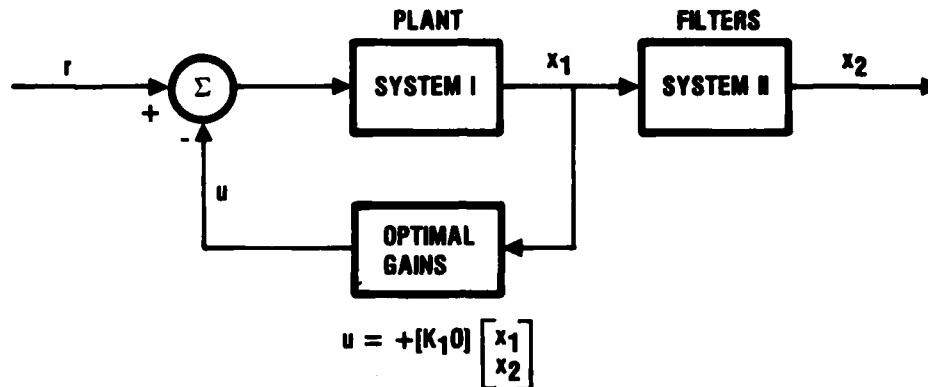 PLANT
FILTERS
r
+
Σ
-
SYSTEM I
x1
SYSTEM II
x2
u
OPTIMAL
GAINS
u = +[K10] [x1
x2]